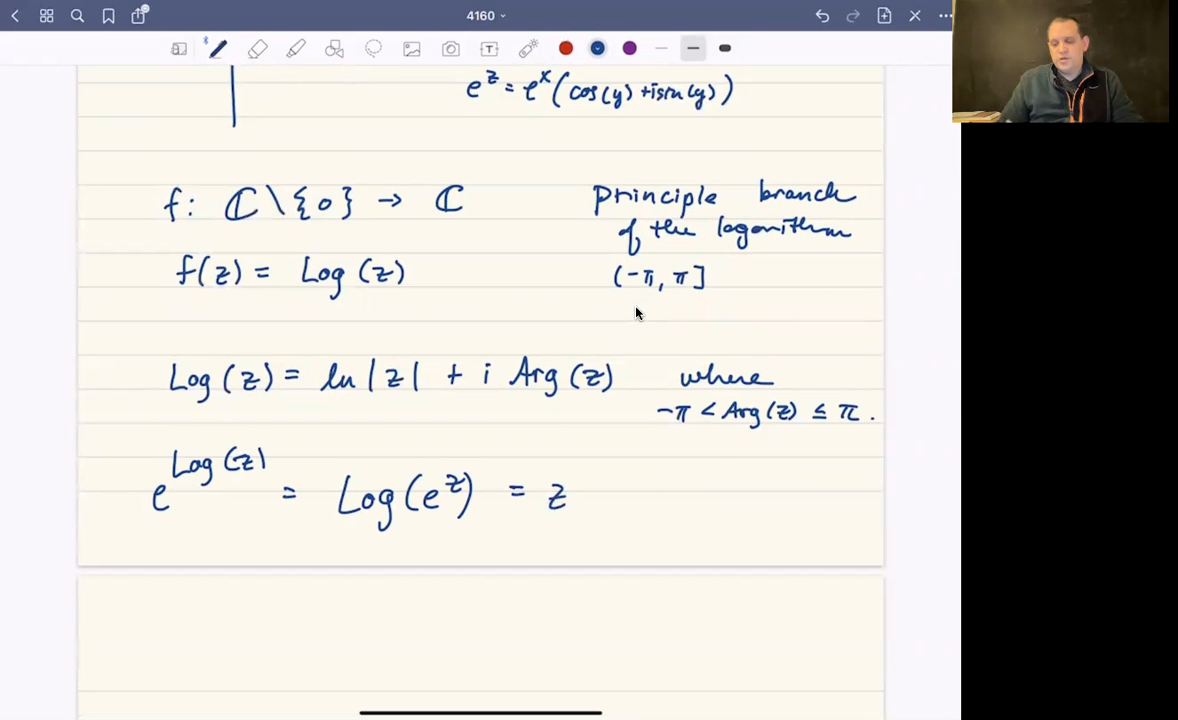 4160
e^z = e^x (cos(y) + i sin(y))
f: ℂ \ {0} → ℂ
Principle branch
of the logarithm
f(z) = Log (z)
(-π, π]
Log (z) = ln |z| + i Arg (z) where
-π < Arg(z) ≤ π.
e^Log(z) = Log(e^z) = z